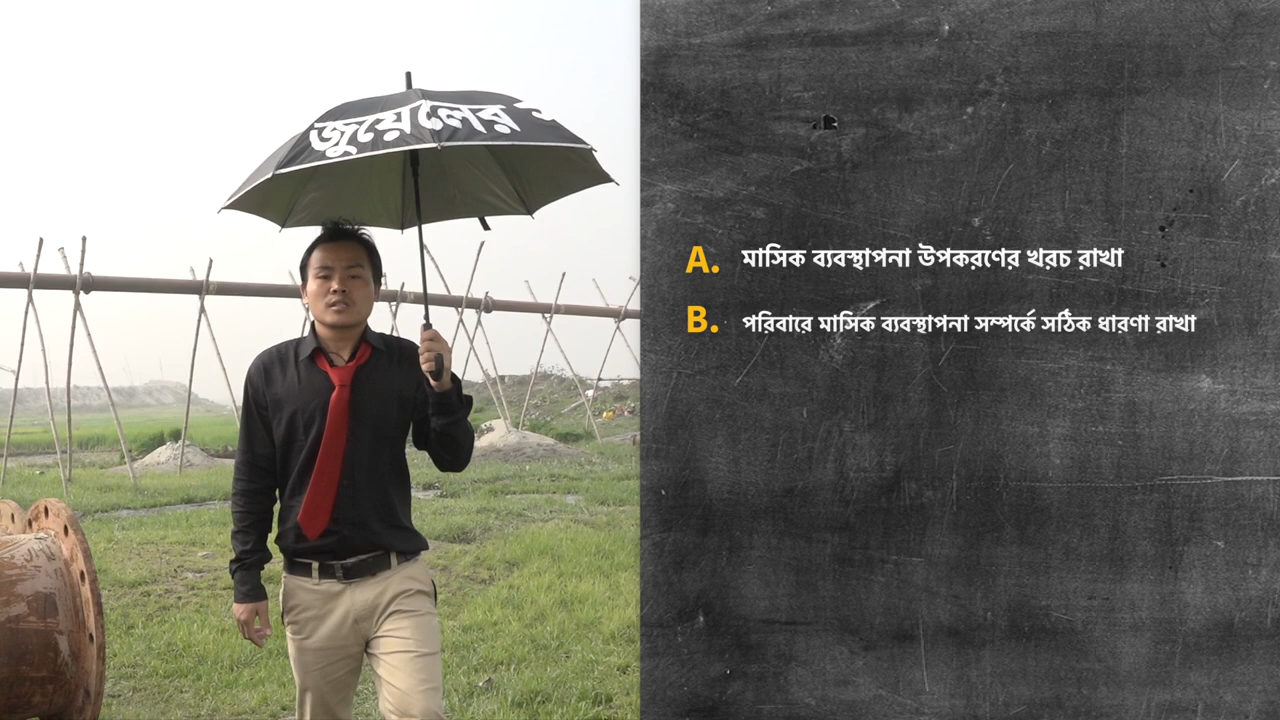 জুয়েলের
A. মাসিক ব্যবস্থাপনা উপকরণের খরচ রাখা
B. পরিবারে মাসিক ব্যবস্থাপনা সম্পর্কে সঠিক ধারণা রাখা